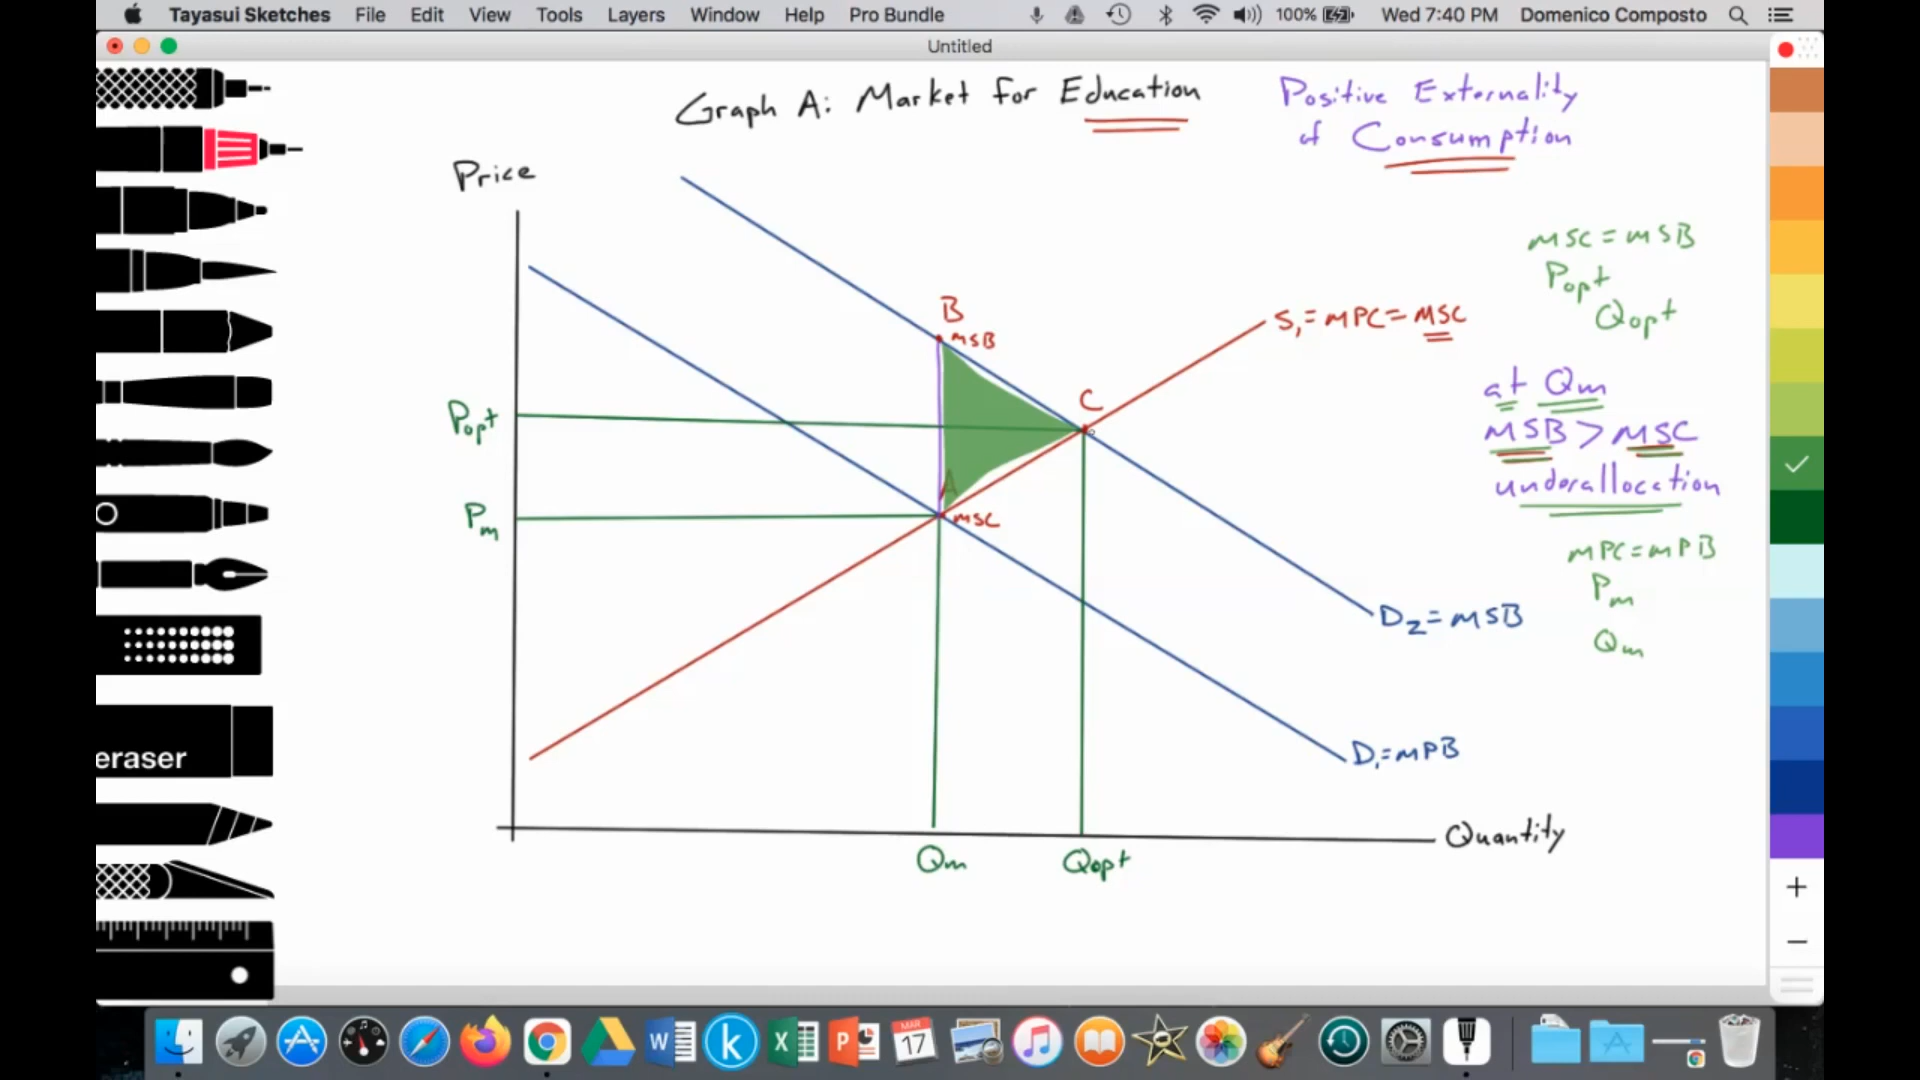 Tayasui Sketches File Edit View Tools Layers Window Help Pro Bundle 100% Wed 7:40 PM Domenico Composto
Untitled
Graph A: Market for Education
Positive Externality
of Consumption
Price
MSC = MSB
Popt
Qopt
B
MSB
S₁ = MPC = MSC
C
at Qm
MSB > MSC
underallocation
Popt
A
Pm
MSC
MPC = MPB
Pm
Qm
D₂ = MSB
D₁ = MPB
eraser
Quantity
Qm
Qopt
W
k
X
P
MAR
17